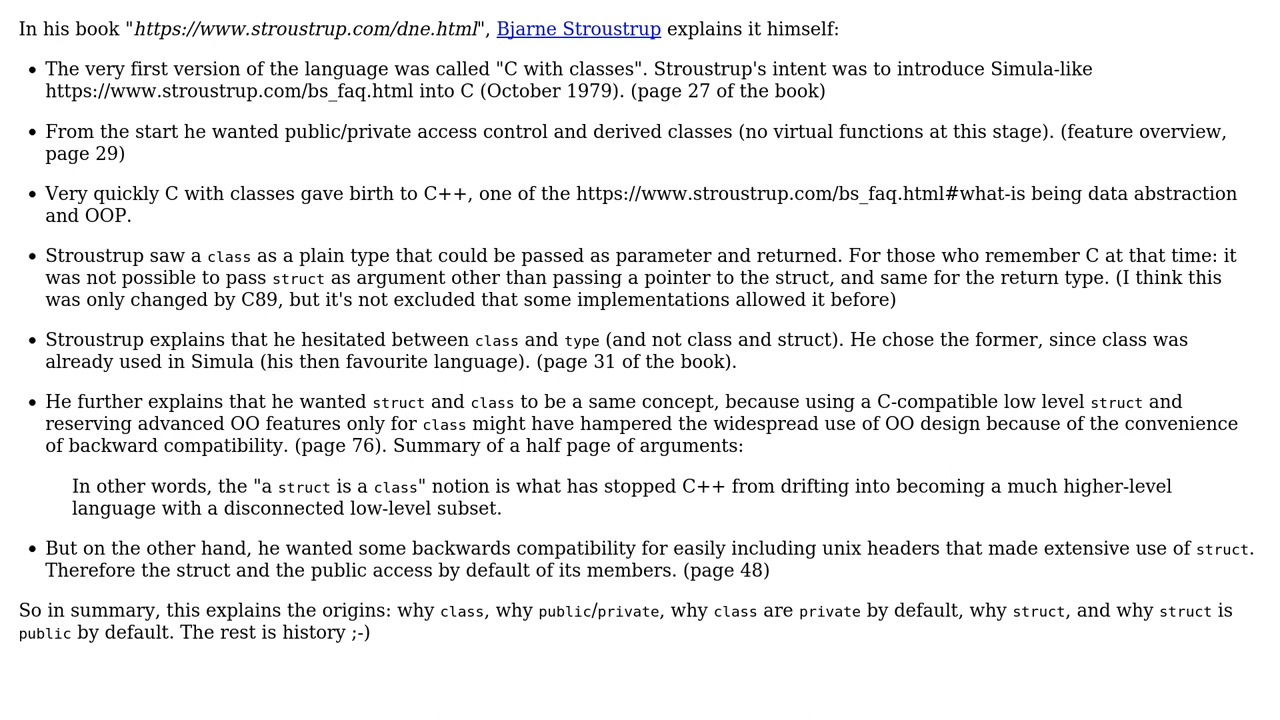 In his book "https://www.stroustrup.com/dne.html", Bjarne Stroustrup explains it himself:
• The very first version of the language was called "C with classes". Stroustrup's intent was to introduce Simula-like
https://www.stroustrup.com/bs_faq.html into C (October 1979). (page 27 of the book)
• From the start he wanted public/private access control and derived classes (no virtual functions at this stage). (feature overview,
page 29)
• Very quickly C with classes gave birth to C++, one of the https://www.stroustrup.com/bs_faq.html#what-is being data abstraction
and OOP.
• Stroustrup saw a class as a plain type that could be passed as parameter and returned. For those who remember C at that time: it
was not possible to pass struct as argument other than passing a pointer to the struct, and same for the return type. (I think this
was only changed by C89, but it's not excluded that some implementations allowed it before)
• Stroustrup explains that he hesitated between class and type (and not class and struct). He chose the former, since class was
already used in Simula (his then favourite language). (page 31 of the book).
• He further explains that he wanted struct and class to be a same concept, because using a C-compatible low level struct and
reserving advanced OO features only for class might have hampered the widespread use of OO design because of the convenience
of backward compatibility. (page 76). Summary of a half page of arguments:
In other words, the "a struct is a class" notion is what has stopped C++ from drifting into becoming a much higher-level
language with a disconnected low-level subset.
• But on the other hand, he wanted some backwards compatibility for easily including unix headers that made extensive use of struct.
Therefore the struct and the public access by default of its members. (page 48)
So in summary, this explains the origins: why class, why public/private, why class are private by default, why struct, and why struct is
public by default. The rest is history ;-)